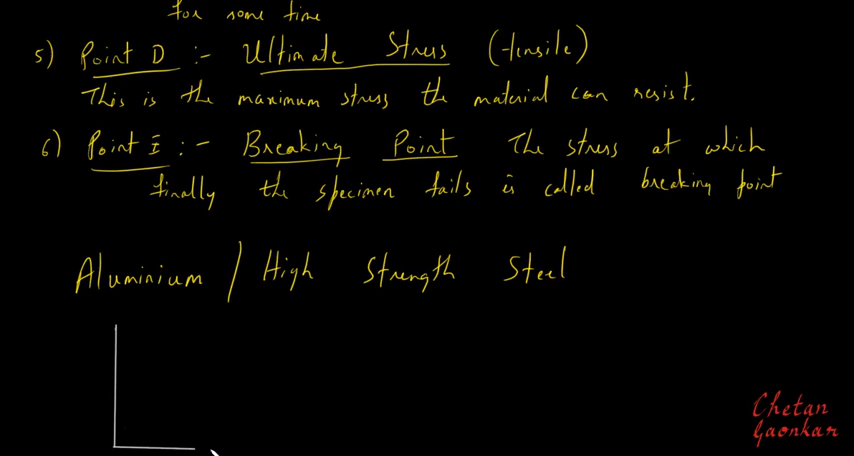 for some time
5) Point D :- Ultimate Stress (tensile)
This is the maximum stress the material can resist.
6) Point E :- Breaking Point The stress at which
finally the specimen fails is called breaking point
Aluminium / High Strength Steel
Chetan
Gaonkar